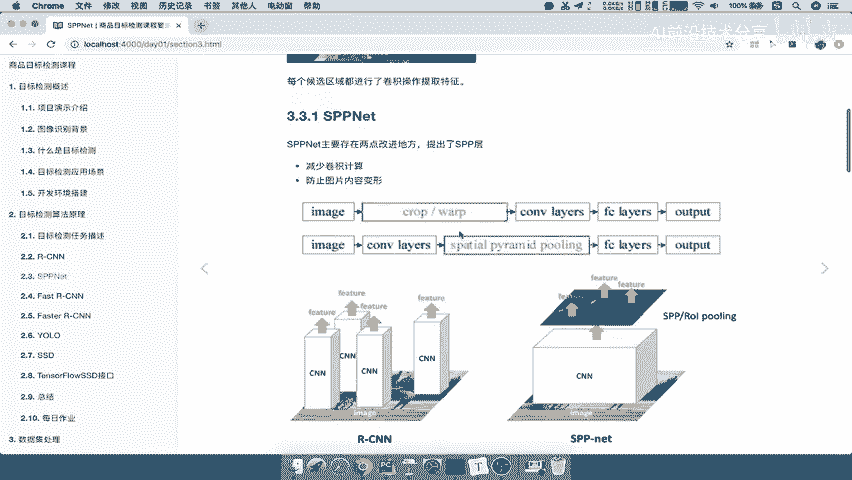 Chrome 文件 修改 视图 历史记录 书签 其他人 电动窗 帮助
AI前沿技术分享
SPPNet | 商品目标检测课程
localhost:4000/day01/section3.html
商品目标检测课程
1. 目标检测概述
1.1. 项目演示介绍
1.2. 图像识别背景
1.3. 什么是目标检测
1.4. 目标检测应用场景
1.5. 开发环境搭建
2. 目标检测算法原理
2.1. 目标检测任务描述
2.2. R-CNN
2.3. SPPNet
2.4. Fast R-CNN
2.5. Faster R-CNN
2.6. YOLO
2.7. SSD
2.8. TensorFlowSSD接口
2.9. 总结
2.10. 每日作业
3. 数据集处理
每个候选区域都进行了卷积操作提取特征。
3.3.1 SPPNet
SPPNet主要存在两点改进地方，提出了SPP层
减少卷积计算
防止图片内容变形
image crop / warp conv layers fc layers output
image conv layers spatial pyramid pooling fc layers output
feature feature feature feature
CNN CNN CNN CNN
image
R-CNN
feature feature
SPP/RoI pooling
CNN
image
SPP-net